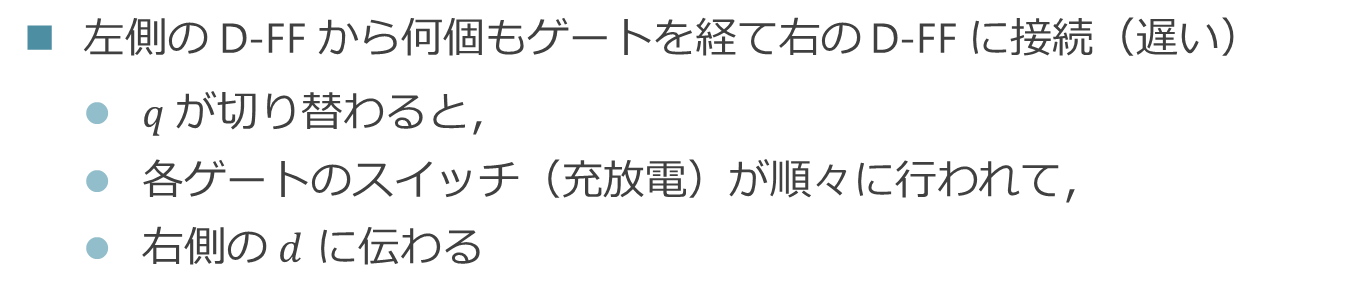 ■ 左側の D-FF から何個もゲートを経て右の D-FF に接続（遅い）
● q が切り替わると,
● 各ゲートのスイッチ（充放電）が順々に行われて,
● 右側の d に伝わる